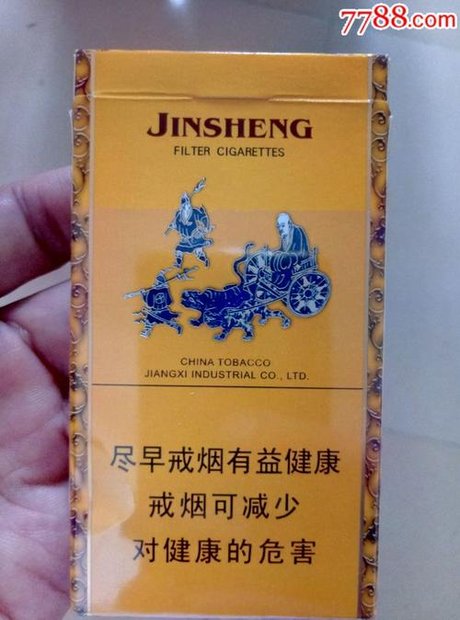 7788.com
JINSHENG
FILTER CIGARETTES
CHINA TOBACCO
JIANGXI INDUSTRIAL CO., LTD.
尽早戒烟有益健康
戒烟可减少
对健康的危害